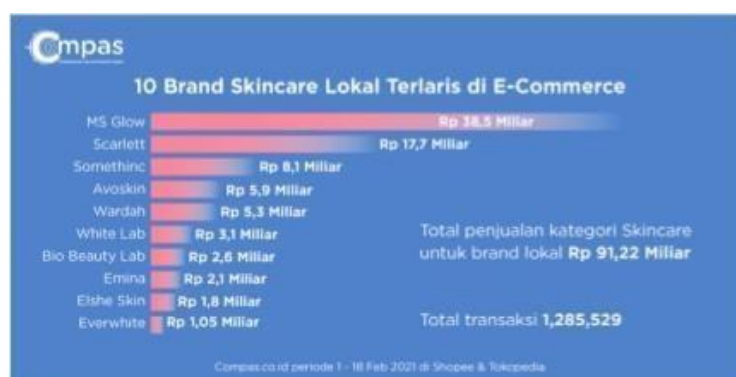 Compas
10 Brand Skincare Lokal Terlaris di E-Commerce
MS Glow Rp 38,5 Miliar
Scarlett Rp 17,7 Miliar
Somethinc Rp 8,1 Miliar
Avoskin Rp 5,9 Miliar
Wardah Rp 5,3 Miliar
White Lab Rp 3,1 Miliar
Bio Beauty Lab Rp 2,6 Miliar
Emina Rp 2,1 Miliar
Elshe Skin Rp 1,8 Miliar
Everwhite Rp 1,05 Miliar
Total penjualan kategori Skincare
untuk brand lokal Rp 91,22 Miliar
Total transaksi 1,285,529
Compas.co.id periode 1 - 18 Feb 2021 di Shopee & Tokopedia